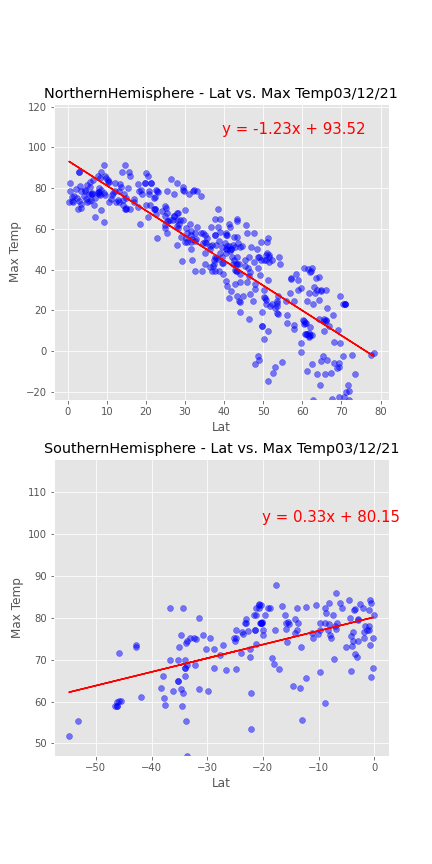 NorthernHemisphere - Lat vs. Max Temp03/12/21
y = -1.23x + 93.52
120
100
80
60
40
20
0
−20
Max Temp
0 10 20 30 40 50 60 70 80
Lat
SouthernHemisphere - Lat vs. Max Temp03/12/21
y = 0.33x + 80.15
110
100
90
80
70
60
50
Max Temp
−50 −40 −30 −20 −10 0
Lat